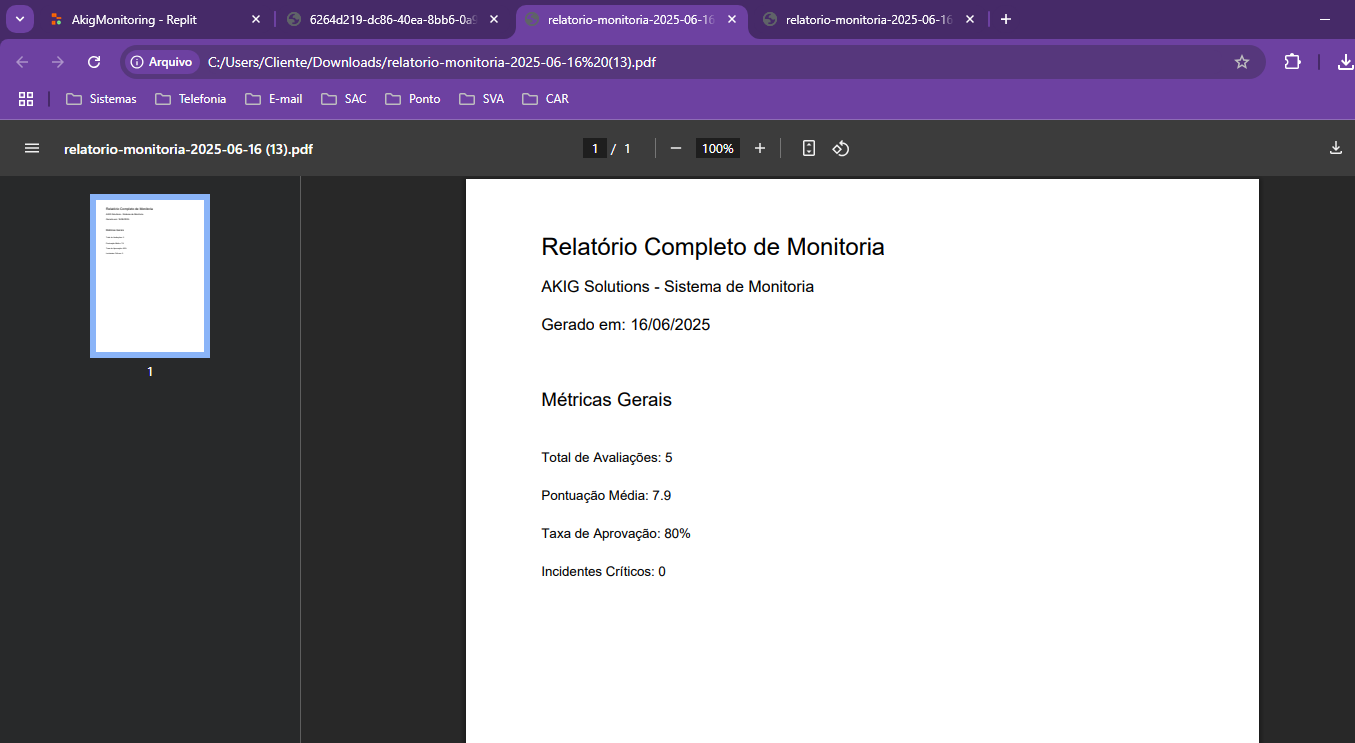 AkigMonitoring - Replit
6264d219-dc86-40ea-8bb6-0a9
relatorio-monitoria-2025-06-16
relatorio-monitoria-2025-06-16
Arquivo
C:/Users/Cliente/Downloads/relatorio-monitoria-2025-06-16%20(13).pdf
Sistemas
Telefonia
E-mail
SAC
Ponto
SVA
CAR
relatorio-monitoria-2025-06-16 (13).pdf
1 / 1
100%
1
Relatório Completo de Monitoria
AKIG Solutions - Sistema de Monitoria
Gerado em: 16/06/2025
Métricas Gerais
Total de Avaliações: 5
Pontuação Média: 7.9
Taxa de Aprovação: 80%
Incidentes Críticos: 0